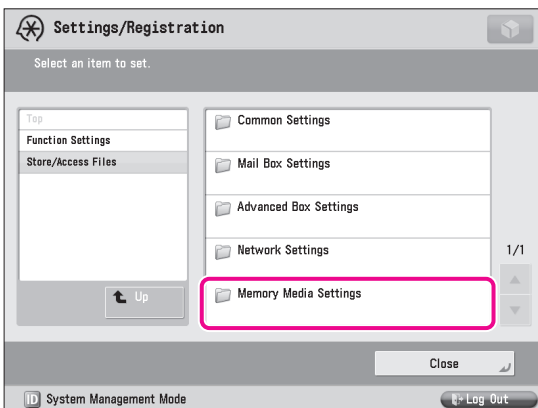 Settings/Registration
Select an item to set.
Top
Function Settings
Store/Access Files
Up
Common Settings
Mail Box Settings
Advanced Box Settings
Network Settings
Memory Media Settings
1/1
Close
ID System Management Mode
Log Out